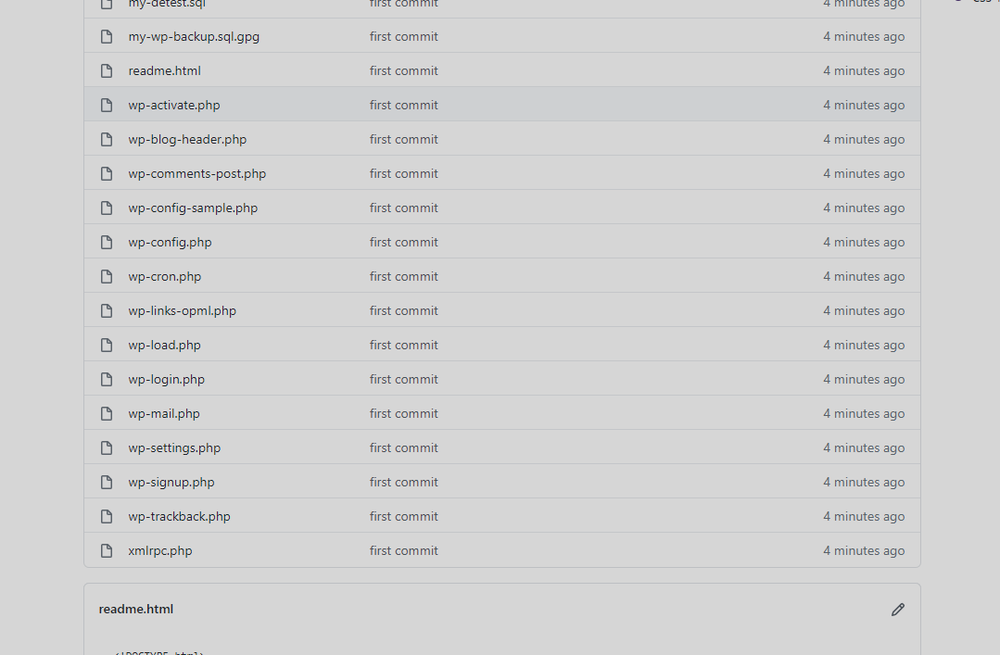 my-detest.sql first commit 4 minutes ago
my-wp-backup.sql.gpg first commit 4 minutes ago
readme.html first commit 4 minutes ago
wp-activate.php first commit 4 minutes ago
wp-blog-header.php first commit 4 minutes ago
wp-comments-post.php first commit 4 minutes ago
wp-config-sample.php first commit 4 minutes ago
wp-config.php first commit 4 minutes ago
wp-cron.php first commit 4 minutes ago
wp-links-opml.php first commit 4 minutes ago
wp-load.php first commit 4 minutes ago
wp-login.php first commit 4 minutes ago
wp-mail.php first commit 4 minutes ago
wp-settings.php first commit 4 minutes ago
wp-signup.php first commit 4 minutes ago
wp-trackback.php first commit 4 minutes ago
xmlrpc.php first commit 4 minutes ago
readme.html
<!DOCTYPE html>